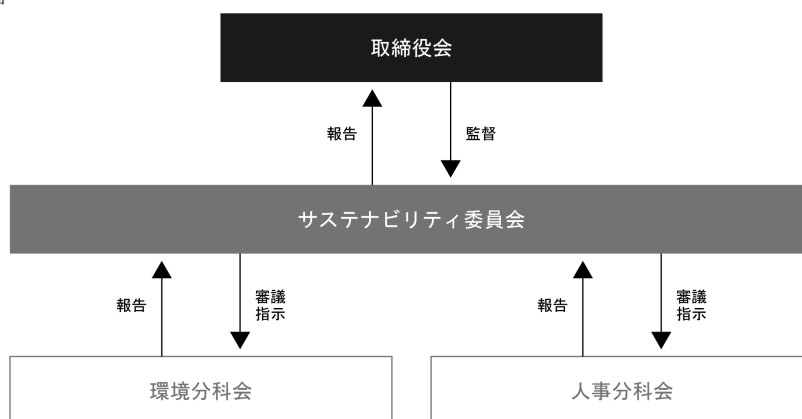 取締役会
報告
監督
サステナビリティ委員会
報告
審議
指示
報告
審議
指示
環境分科会
人事分科会